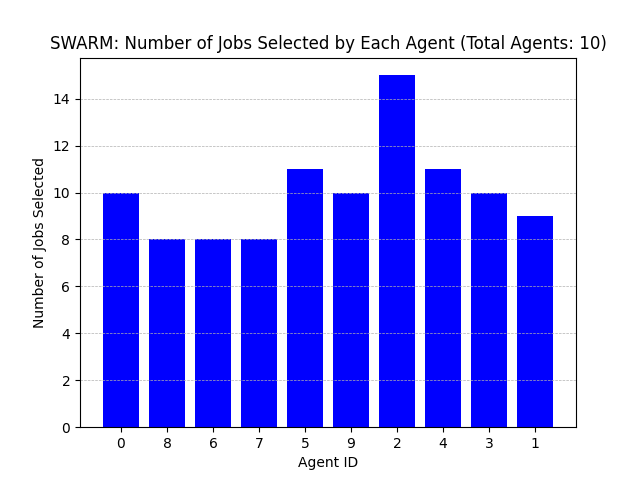 SWARM: Number of Jobs Selected by Each Agent (Total Agents: 10)
Number of Jobs Selected
14
12
10
8
6
4
2
0
0 8 6 7 5 9 2 4 3 1
Agent ID